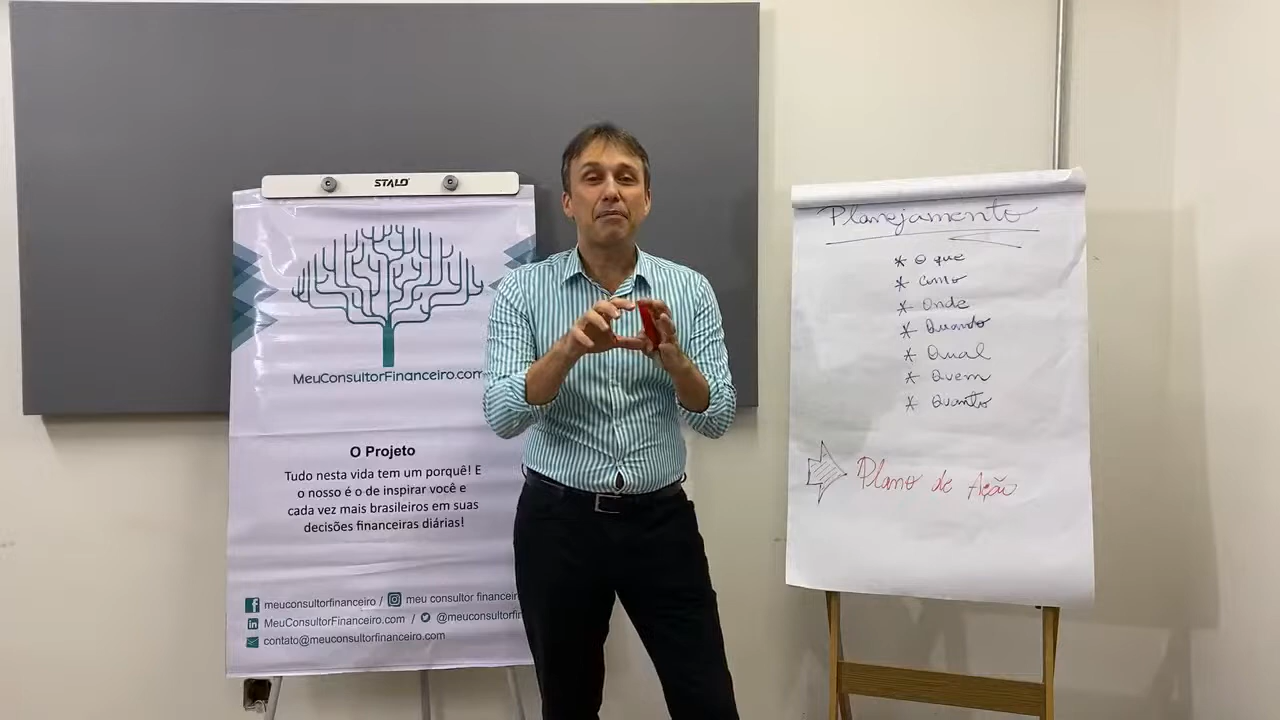 STALO
MeuConsultorFinanceiro.com
O Projeto
Tudo nesta vida tem um porquê! E
o nosso é o de inspirar você e
cada vez mais brasileiros em suas
decisões financeiras diárias!
meuconsultorfinanceiro / meu consultor financeir
MeuConsultorFinanceiro.com / @meuconsultorfin
contato@meuconsultorfinanceiro.com
Planejamento
* O que
* Como
* Onde
* Quando
* Qual
* Quem
* Quanto
Plano de Ação